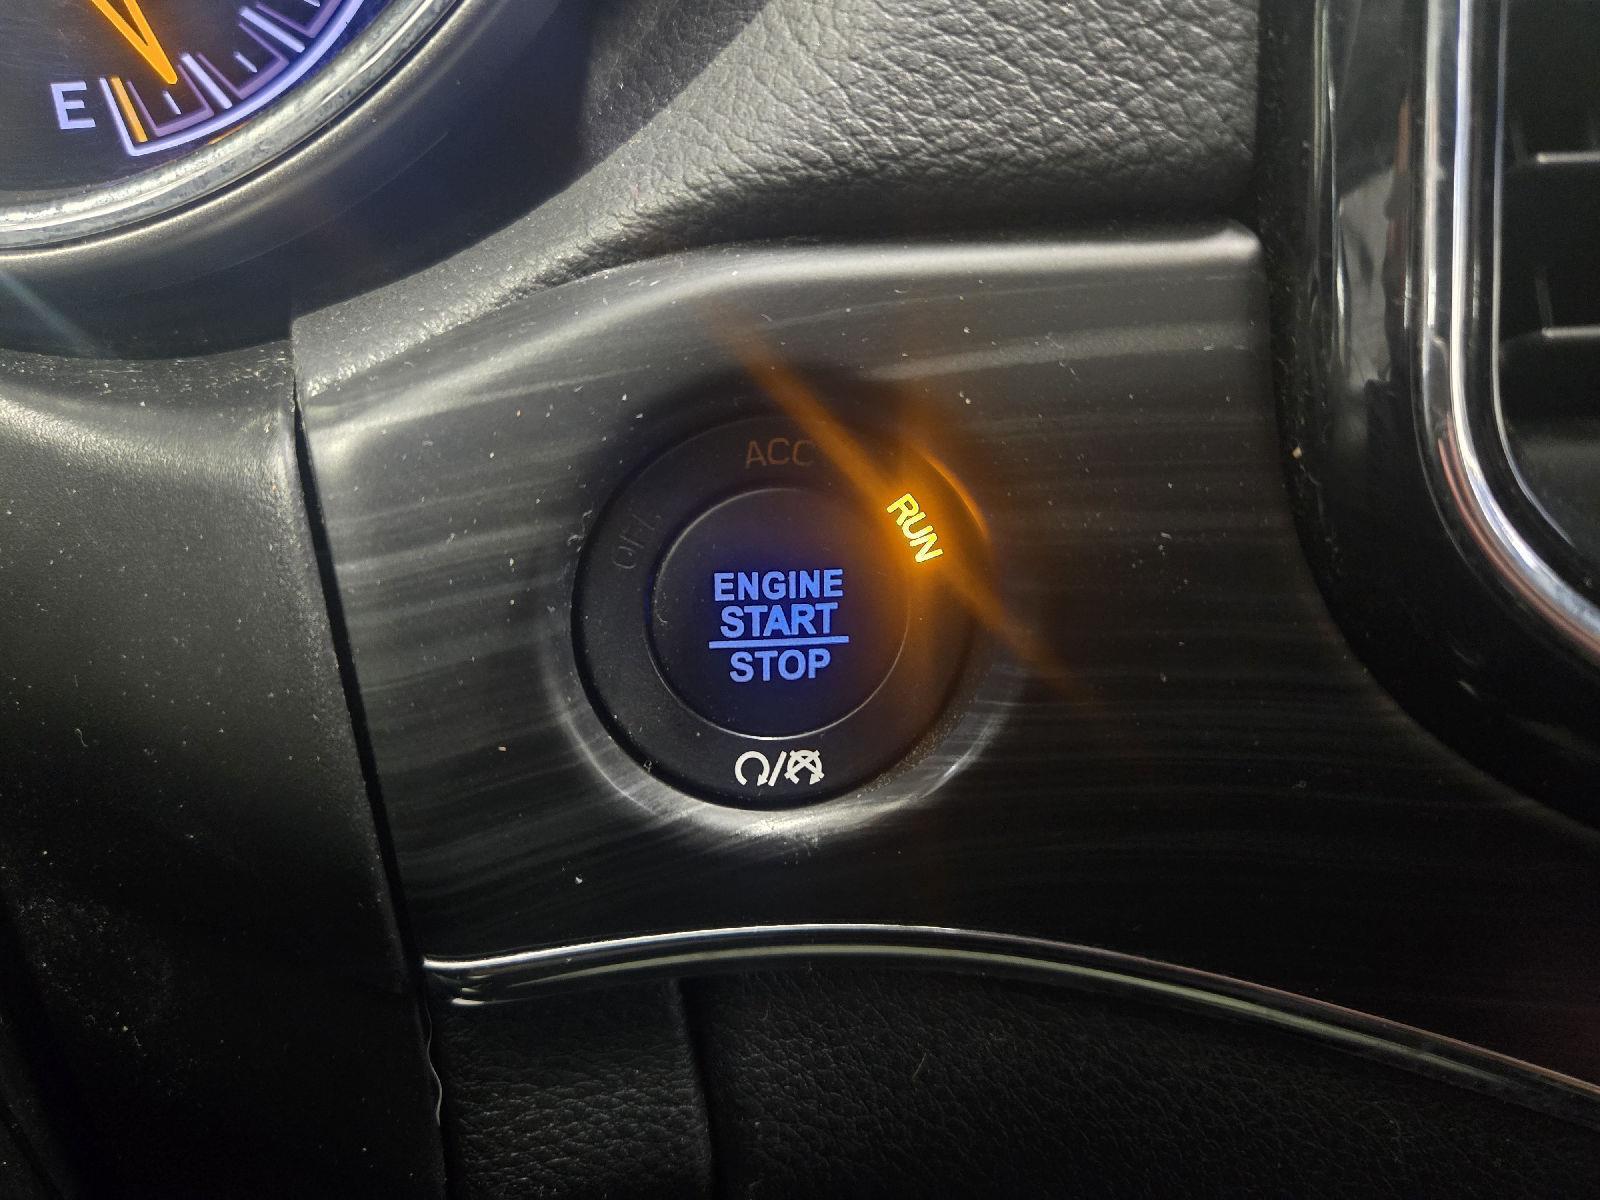 E
ACC
OFF
RUN
ENGINE
START
STOP